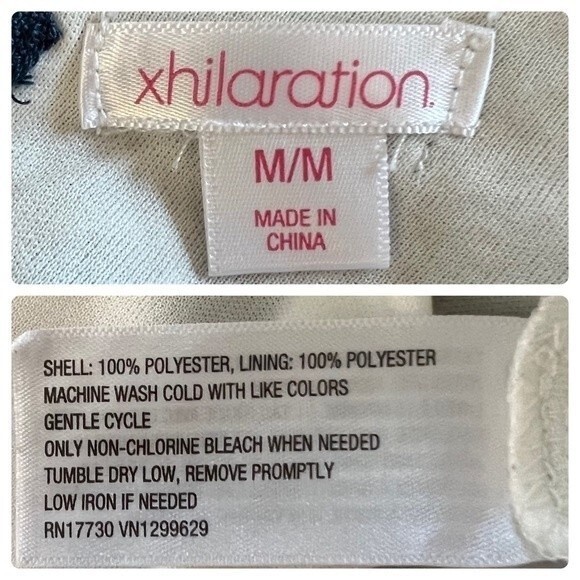 xhilaration.
M/M
MADE IN
CHINA
SHELL: 100% POLYESTER, LINING: 100% POLYESTER
MACHINE WASH COLD WITH LIKE COLORS
GENTLE CYCLE
ONLY NON-CHLORINE BLEACH WHEN NEEDED
TUMBLE DRY LOW, REMOVE PROMPTLY
LOW IRON IF NEEDED
RN17730 VN1299629